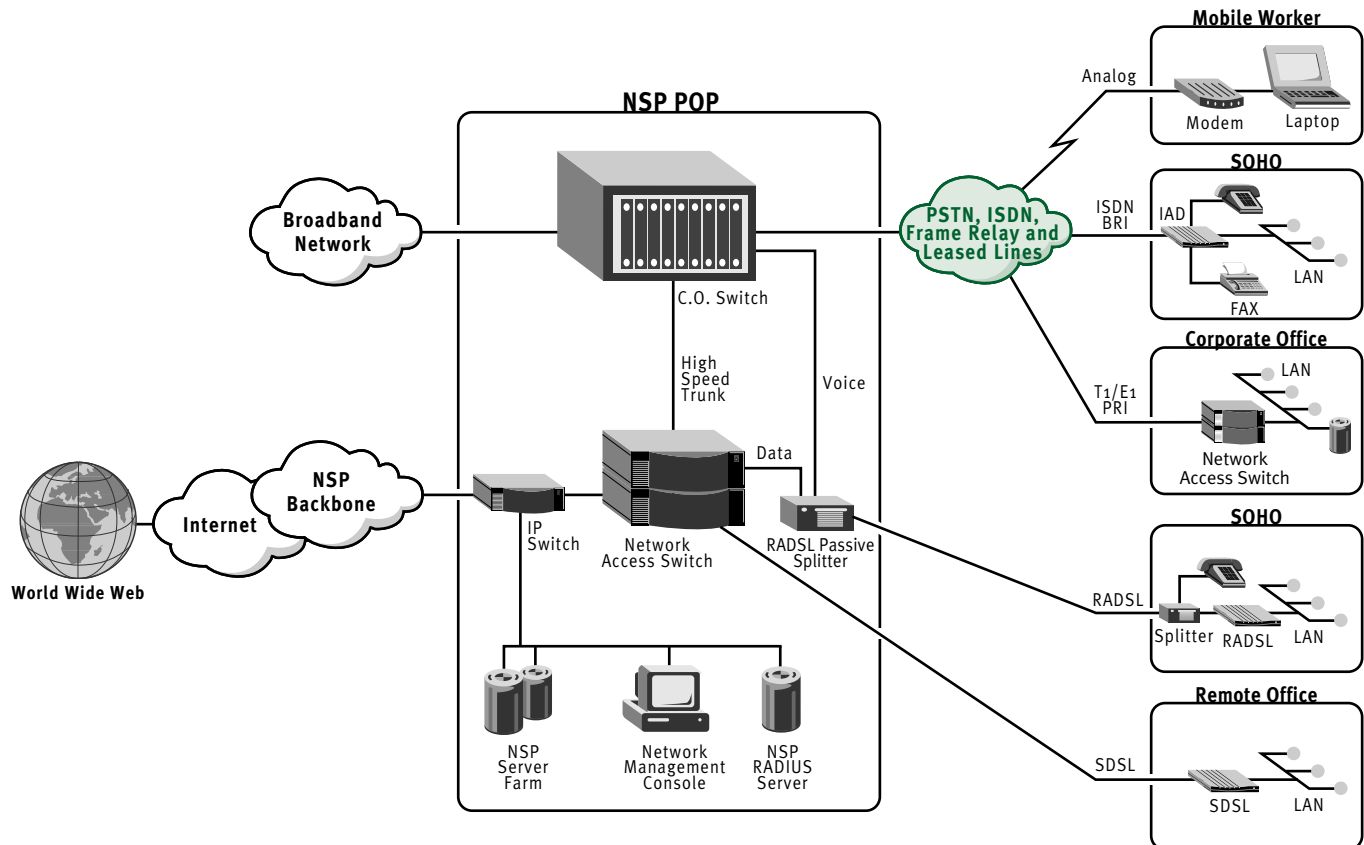 Mobile Worker
Analog
Modem
Laptop
NSP POP
SOHO
ISDN
BRI
IAD
LAN
FAX
Broadband
Network
PSTN, ISDN,
Frame Relay and
Leased Lines
C.O. Switch
High
Speed
Trunk
Voice
Corporate Office
LAN
T1/E1
PRI
Network
Access Switch
Data
NSP
Backbone
Internet
World Wide Web
IP
Switch
Network
Access Switch
RADSL Passive
Splitter
SOHO
RADSL
Splitter
RADSL
LAN
NSP
Server
Farm
Network
Management
Console
NSP
RADIUS
Server
Remote Office
SDSL
SDSL
LAN